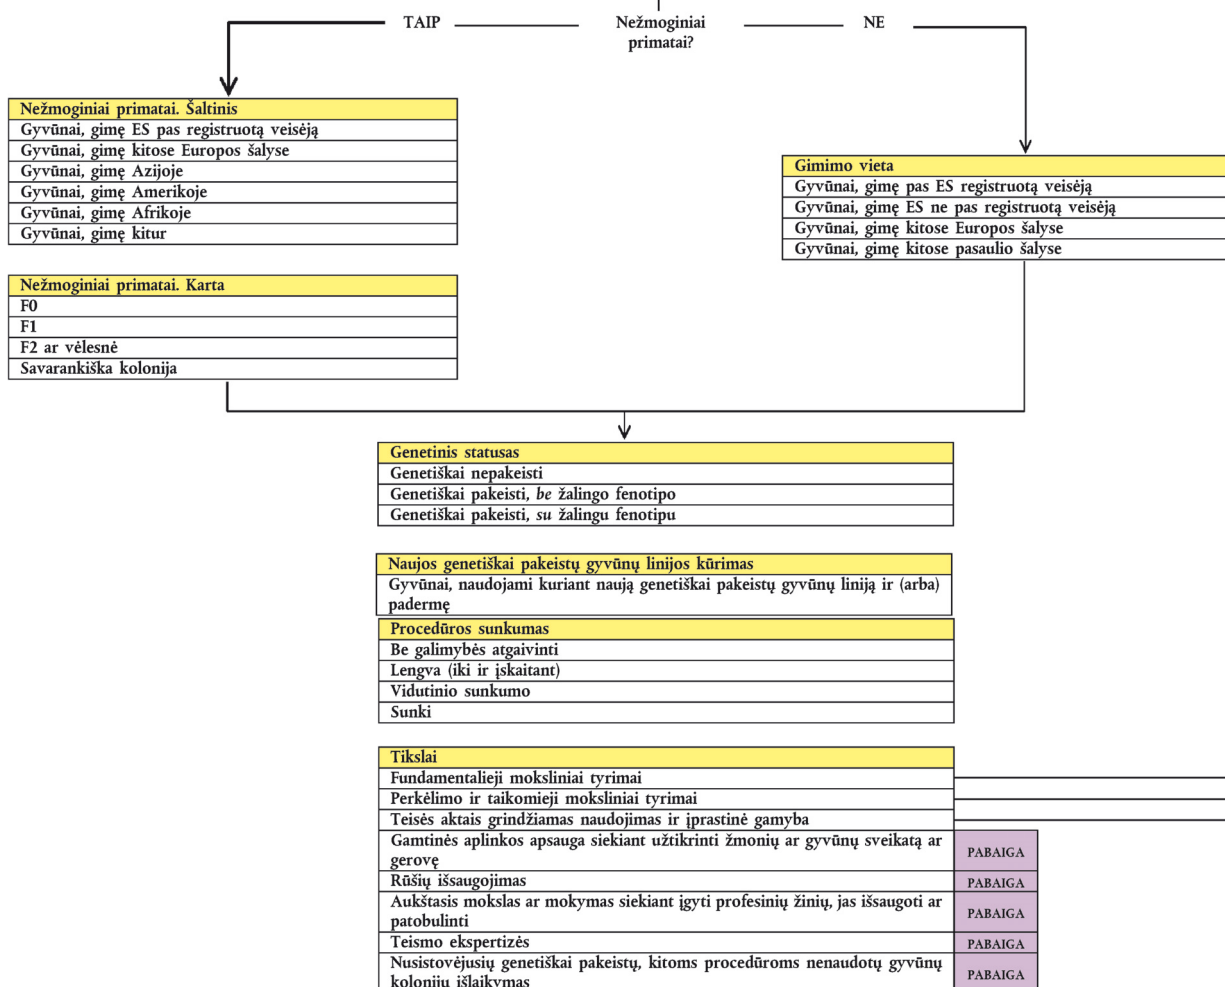 TAIP
Nežmoginiai
primatai?
NE
Nežmoginiai primatai. Šaltinis
Gyvūnai, gimę ES pas registruotą veisėją
Gyvūnai, gimę kitose Europos šalyse
Gyvūnai, gimę Azijoje
Gyvūnai, gimę Amerikoje
Gyvūnai, gimę Afrikoje
Gyvūnai, gimę kitur
Gimimo vieta
Gyvūnai, gimę pas ES registruotą veisėją
Gyvūnai, gimę ES ne pas registruotą veisėją
Gyvūnai, gimę kitose Europos šalyse
Gyvūnai, gimę kitose pasaulio šalyse
Nežmoginiai primatai. Karta
F0
F1
F2 ar vėlesnė
Savarankiška kolonija
Genetinis statusas
Genetiškai nepakeisti
Genetiškai pakeisti, be žalingo fenotipo
Genetiškai pakeisti, su žalingu fenotipu
Naujos genetiškai pakeistų gyvūnų linijos kūrimas
Gyvūnai, naudojami kuriant naują genetiškai pakeistų gyvūnų liniją ir (arba)
padermę
Procedūros sunkumas
Be galimybės atgaivinti
Lengva (iki ir įskaitant)
Vidutinio sunkumo
Sunki
Tikslai
Fundamentalieji moksliniai tyrimai
Perkėlimo ir taikomieji moksliniai tyrimai
Teisės aktais grindžiamas naudojimas ir įprastinė gamyba
Gamtinės aplinkos apsauga siekiant užtikrinti žmonių ar gyvūnų sveikatą ar
gerovę
PABAIGA
Rūšių išsaugojimas
PABAIGA
Aukštasis mokslas ar mokymas siekiant įgyti profesinių žinių, jas išsaugoti ar
patobulinti
PABAIGA
Teismo ekspertizės
PABAIGA
Nusistovėjusių genetiškai pakeistų, kitoms procedūroms nenaudotų gyvūnų
kolonijų išlaikymas
PABAIGA